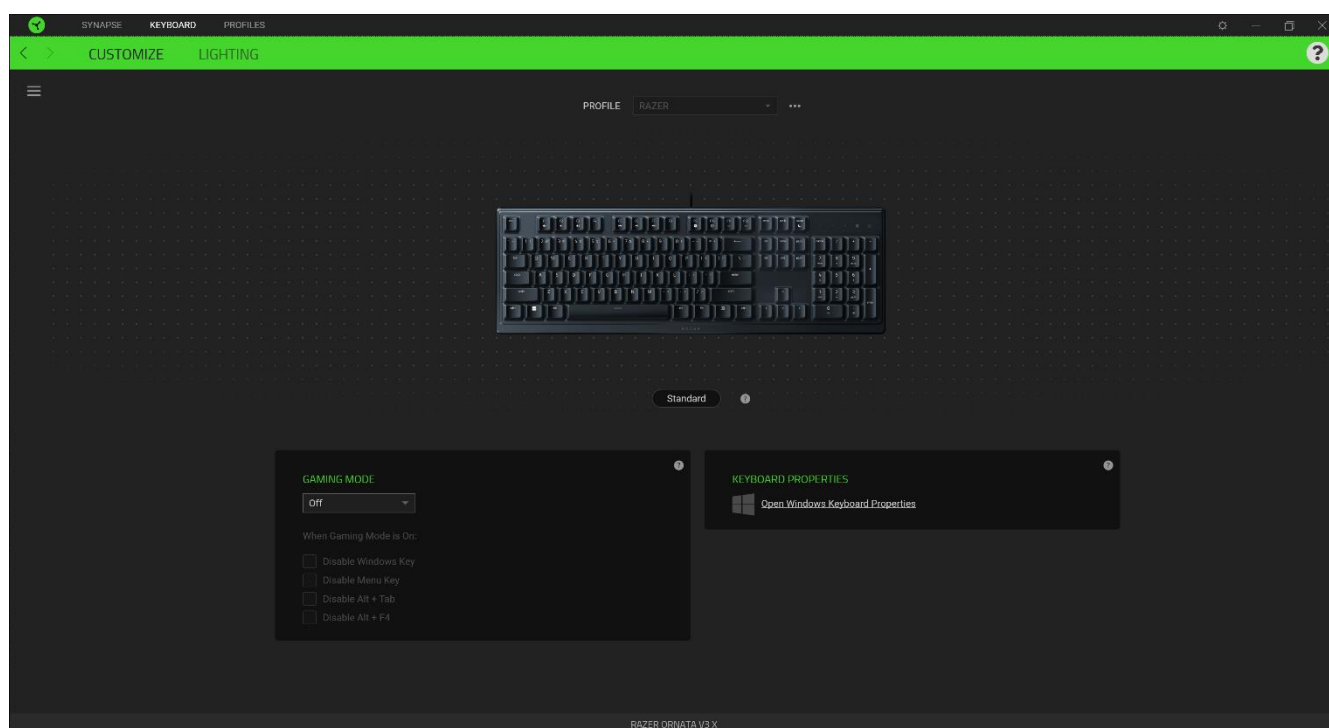 SYNAPSE KEYBOARD PROFILES
CUSTOMIZE LIGHTING
PROFILE RAZER
Standard
GAMING MODE
Off
When Gaming Mode is On:
Disable Windows Key
Disable Menu Key
Disable Alt + Tab
Disable Alt + F4
KEYBOARD PROPERTIES
Open Windows Keyboard Properties
RAZER ORNATA V3 X